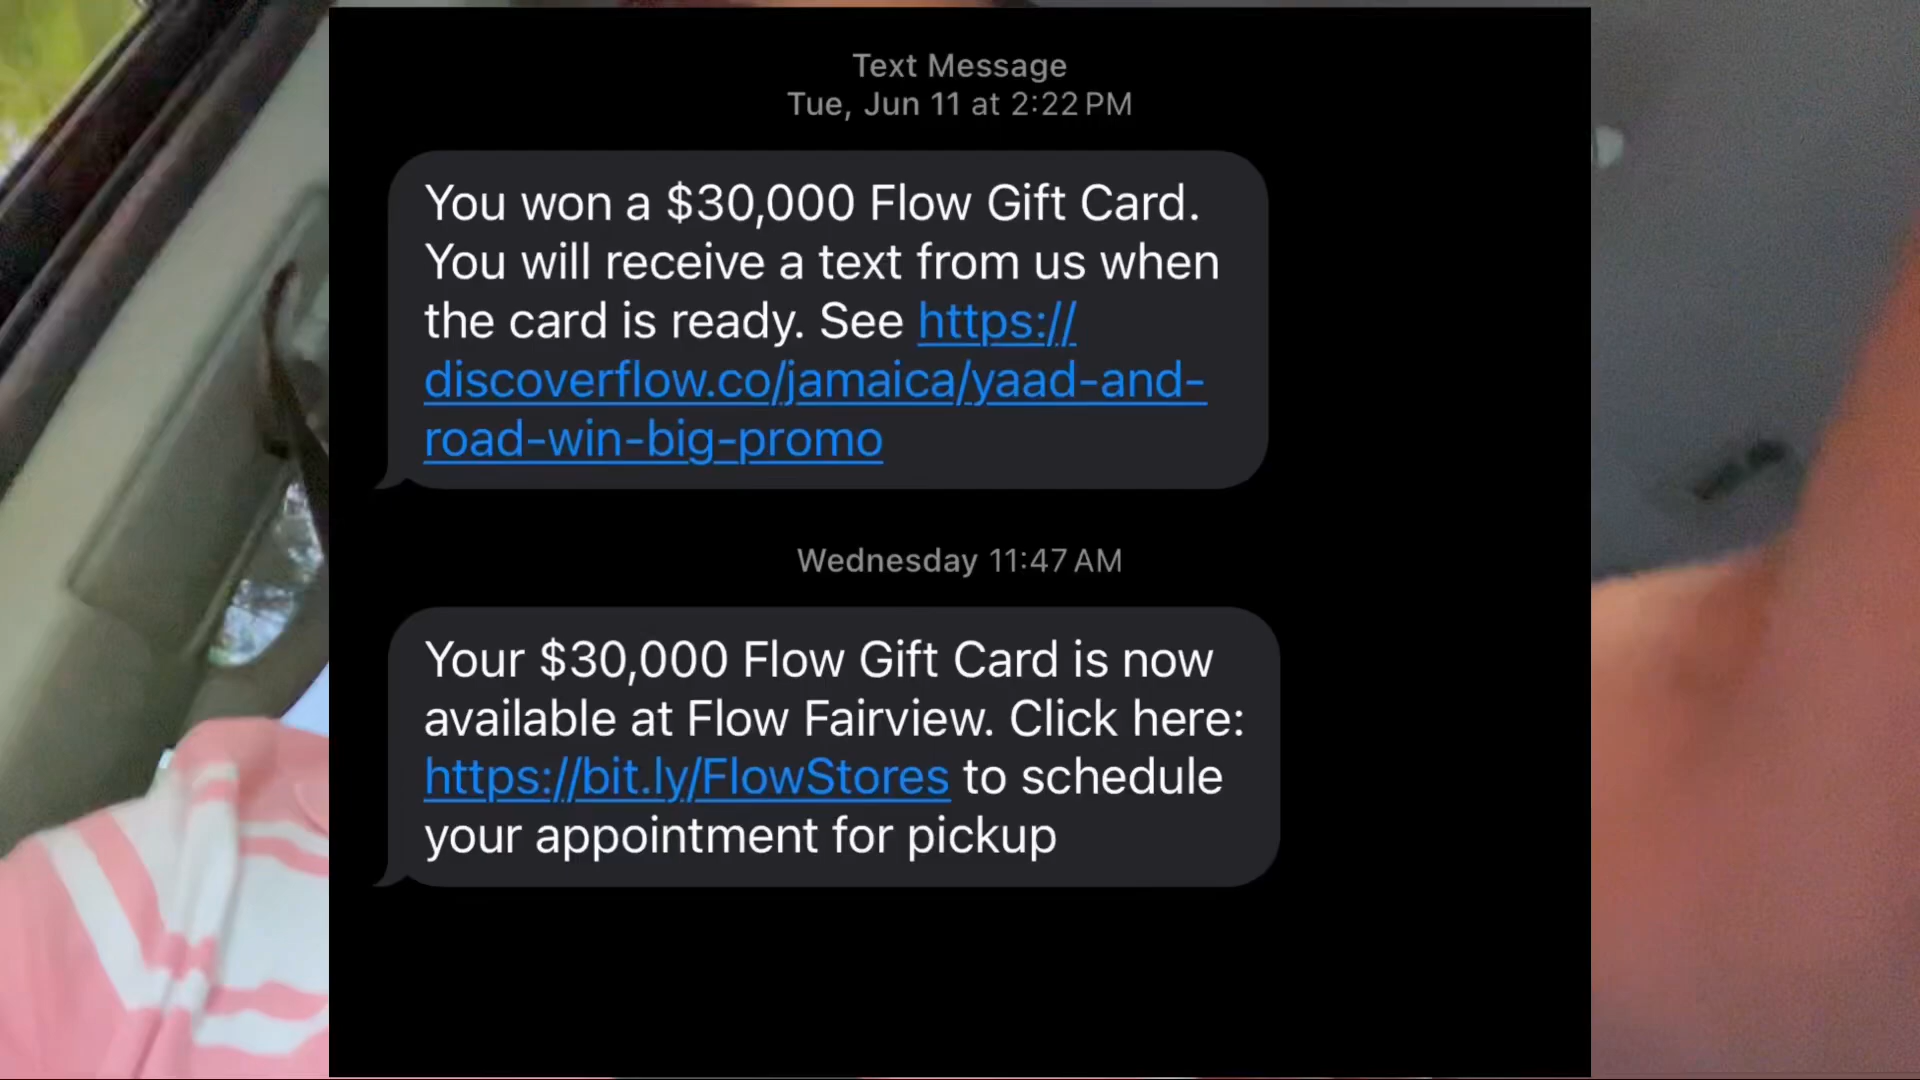 Text Message
Tue, Jun 11 at 2:22 PM
You won a $30,000 Flow Gift Card.
You will receive a text from us when
the card is ready. See https://
discoverflow.co/jamaica/yaad-and-
road-win-big-promo
Wednesday 11:47 AM
Your $30,000 Flow Gift Card is now
available at Flow Fairview. Click here:
https://bit.ly/FlowStores to schedule
your appointment for pickup